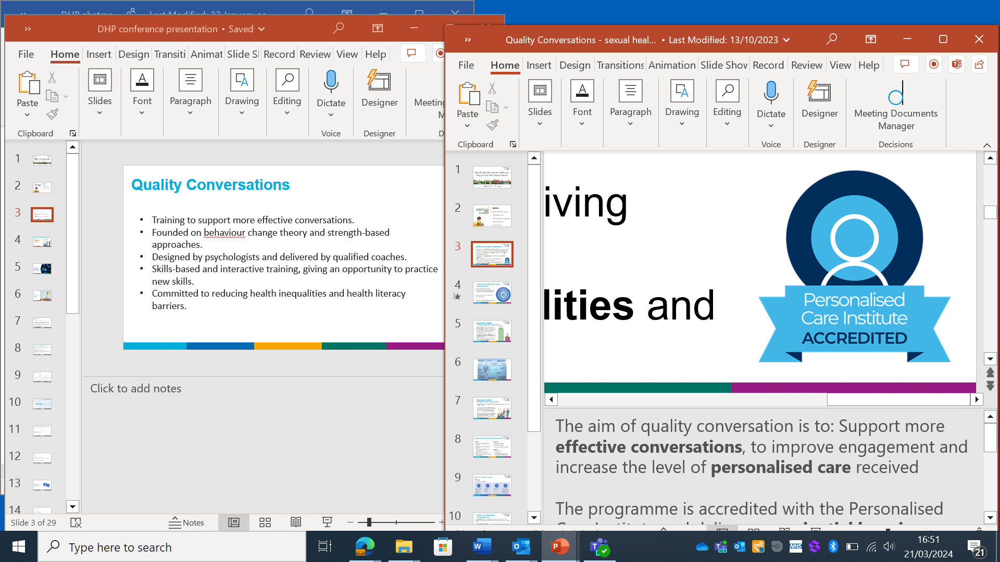 DHP conference presentation • Saved
File Home Insert Design Transiti Animat Slide S Record Review View Help
Paste
Slides
Font
Paragraph
Drawing
Editing
Dictate
Designer
Meeting
M
Clipboard
Voice
Designer
D
1
2
3
4
5
6
7
8
9
10
11
12
13
14
Quality Conversations
• Training to support more effective conversations.
• Founded on behaviour change theory and strength-based
approaches.
• Designed by psychologists and delivered by qualified coaches.
• Skills-based and interactive training, giving an opportunity to practice
new skills.
• Committed to reducing health inequalities and health literacy
barriers.
Click to add notes
Slide 3 of 29
Notes
Quality Conversations - sexual heal... • Last Modified: 13/10/2023
File Home Insert Design Transitions Animation Slide Shov Record Review View Help
Paste
Slides
Font
Paragraph
Drawing
Editing
Dictate
Designer
Meeting Documents
Manager
Clipboard
Voice
Designer
Decisions
1
2
3
4
5
6
7
8
9
10
iving
lities and
Personalised
Care Institute
ACCREDITED
The aim of quality conversation is to: Support more
effective conversations, to improve engagement and
increase the level of personalised care received
The programme is accredited with the Personalised
Type here to search
NHS
16:51
21/03/2024
21